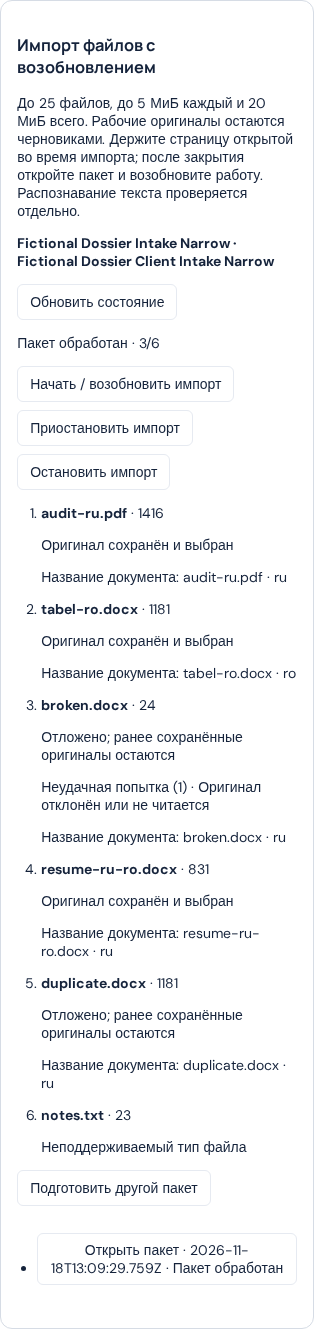 Импорт файлов с
возобновлением
До 25 файлов, до 5 МиБ каждый и 20
МиБ всего. Рабочие оригиналы остаются
черновиками. Держите страницу открытой
во время импорта; после закрытия
откройте пакет и возобновите работу.
Распознавание текста проверяется
отдельно.
Fictional Dossier Intake Narrow ·
Fictional Dossier Client Intake Narrow
Обновить состояние
Пакет обработан · 3/6
Начать / возобновить импорт
Приостановить импорт
Остановить импорт
1. audit-ru.pdf · 1416
Оригинал сохранён и выбран
Название документа: audit-ru.pdf · ru
2. tabel-ro.docx · 1181
Оригинал сохранён и выбран
Название документа: tabel-ro.docx · ro
3. broken.docx · 24
Отложено; ранее сохранённые
оригиналы остаются
Неудачная попытка (1) · Оригинал
отклонён или не читается
Название документа: broken.docx · ru
4. resume-ru-ro.docx · 831
Оригинал сохранён и выбран
Название документа: resume-ru-
ro.docx · ru
5. duplicate.docx · 1181
Отложено; ранее сохранённые
оригиналы остаются
Название документа: duplicate.docx ·
ru
6. notes.txt · 23
Неподдерживаемый тип файла
Подготовить другой пакет
Открыть пакет · 2026-11-
18T13:09:29.759Z · Пакет обработан